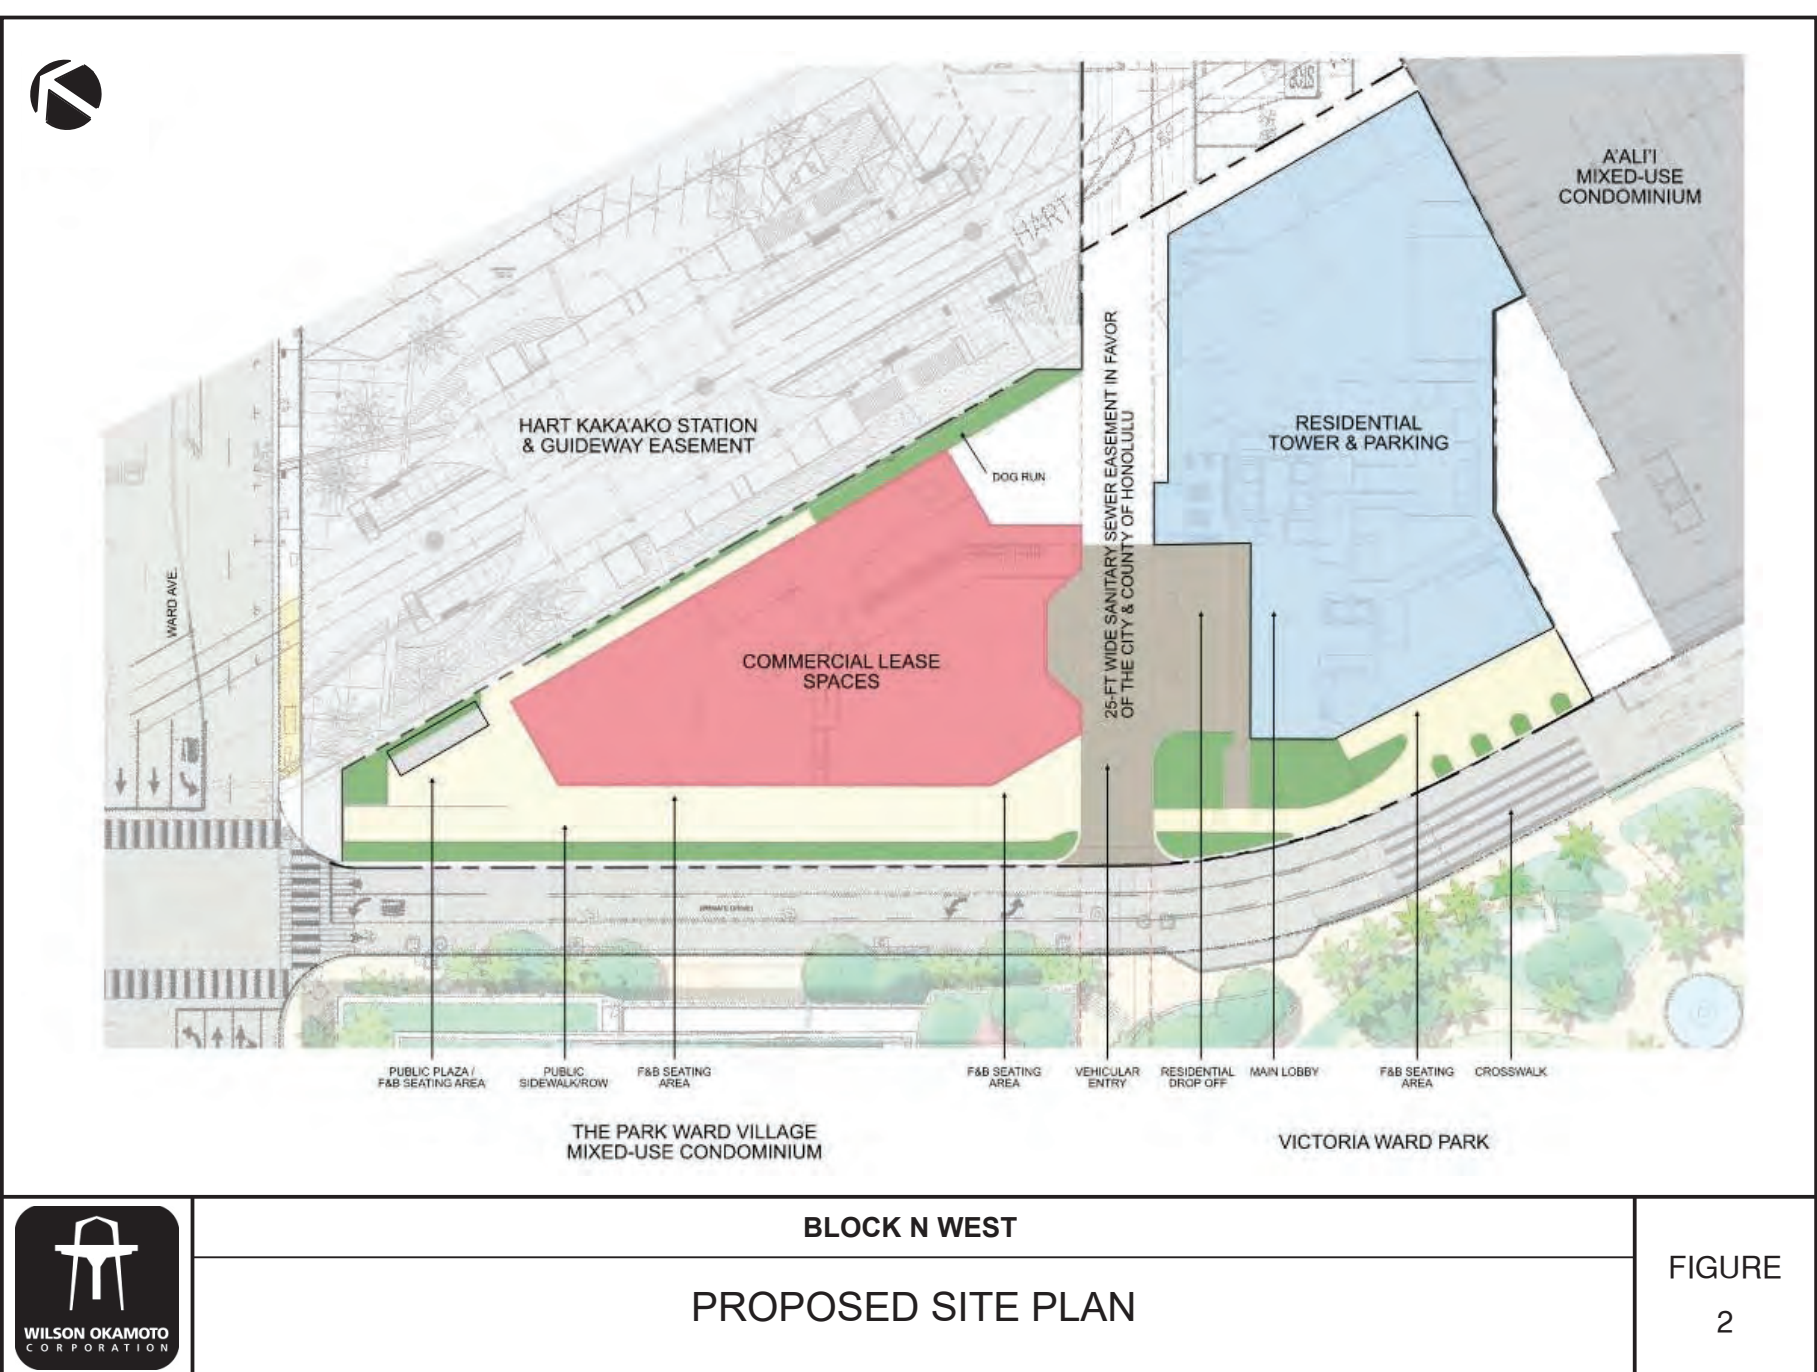 A'ALI'I
MIXED-USE
CONDOMINIUM
HART
HART KAKA'AKO STATION
& GUIDEWAY EASEMENT
25-FT WIDE SANITARY SEWER EASEMENT IN FAVOR
OF THE CITY & COUNTY OF HONOLULU
RESIDENTIAL
TOWER & PARKING
DOG RUN
WARD AVE.
COMMERCIAL LEASE
SPACES
PUBLIC PLAZA /
F&B SEATING AREA
PUBLIC
SIDEWALK/ROW
F&B SEATING
AREA
F&B SEATING
AREA
VEHICULAR
ENTRY
RESIDENTIAL
DROP OFF
MAIN LOBBY
F&B SEATING
AREA
CROSSWALK
THE PARK WARD VILLAGE
MIXED-USE CONDOMINIUM
VICTORIA WARD PARK
WILSON OKAMOTO
CORPORATION
BLOCK N WEST
PROPOSED SITE PLAN
FIGURE
2